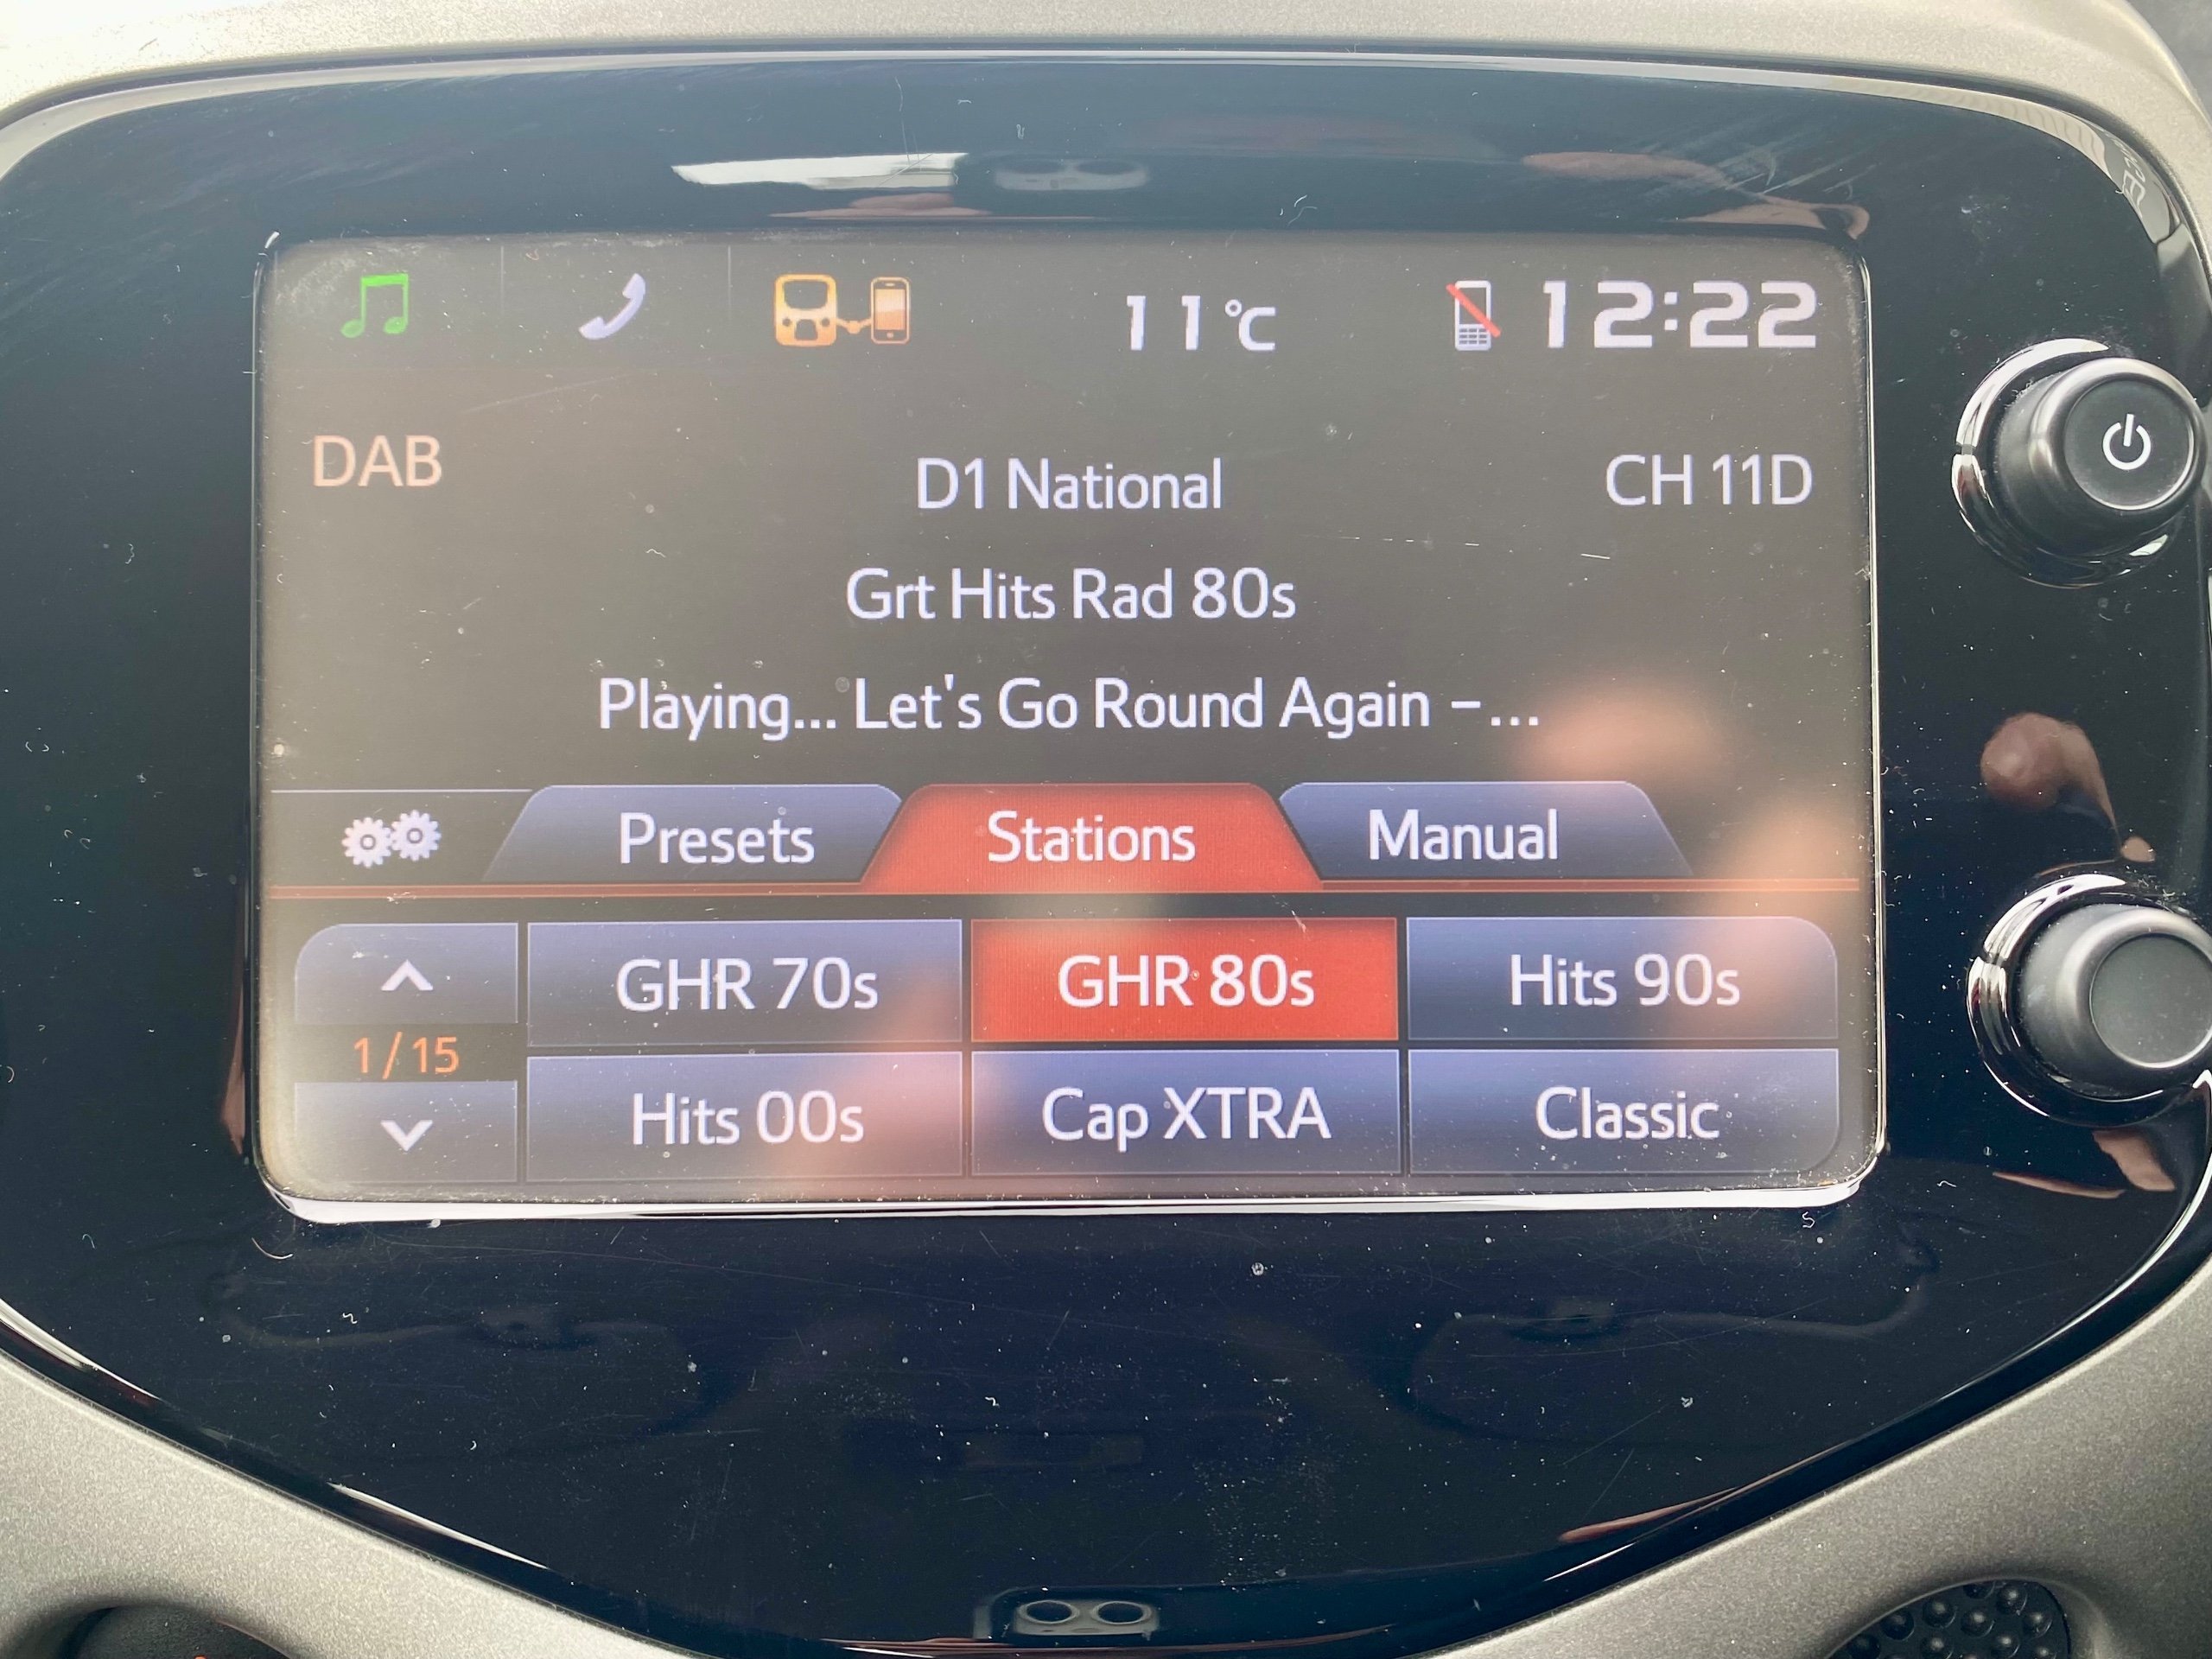 11°C
12:22
DAB
D1 National
CH 11D
Grt Hits Rad 80s
Playing... Let's Go Round Again – ...
Presets
Stations
Manual
GHR 70s
GHR 80s
Hits 90s
1/15
Hits 00s
Cap XTRA
Classic